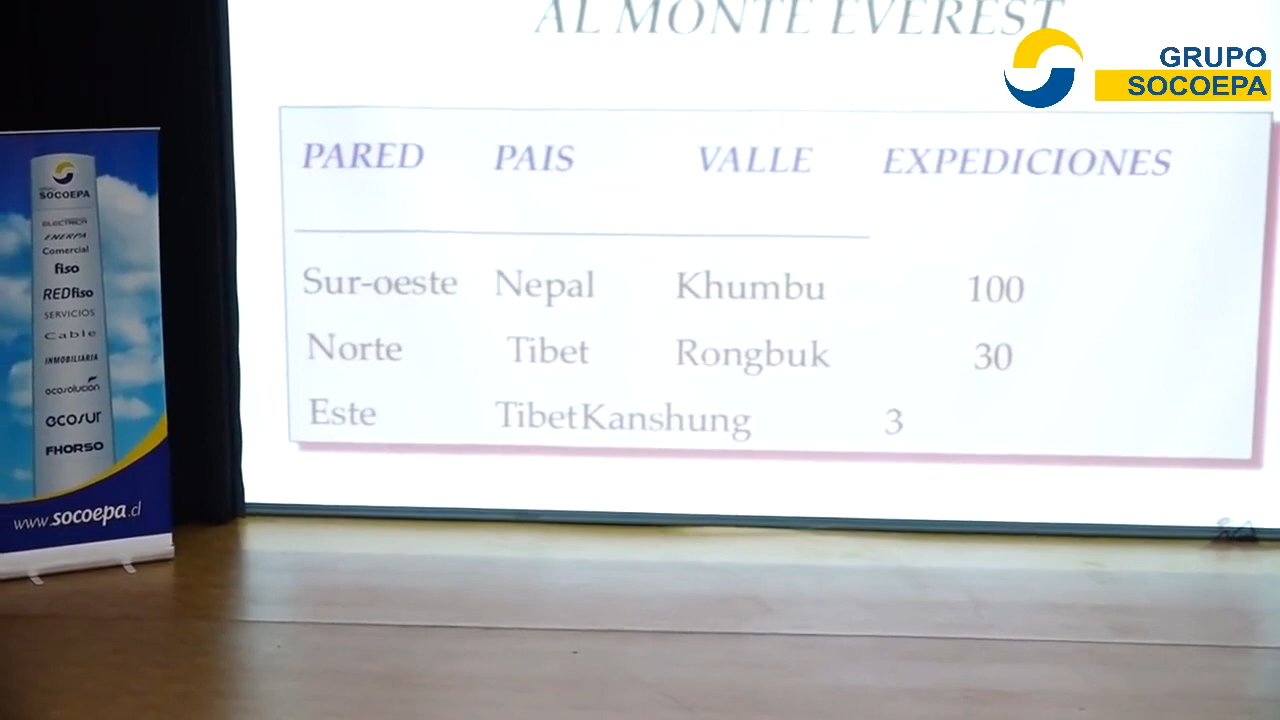 AL MONTE EVEREST
GRUPO
SOCOEPA
PARED PAIS VALLE EXPEDICIONES
Sur-oeste Nepal Khumbu 100
Norte Tibet Rongbuk 30
Este TibetKanshung 3
SOCOEPA
ELECTRICA
ENERPA
Comercial
fiso
REDfiso
SERVICIOS
Cable
INMOBILIARIA
ecosolución
ecosur
FHORSO
www.socoepa.cl